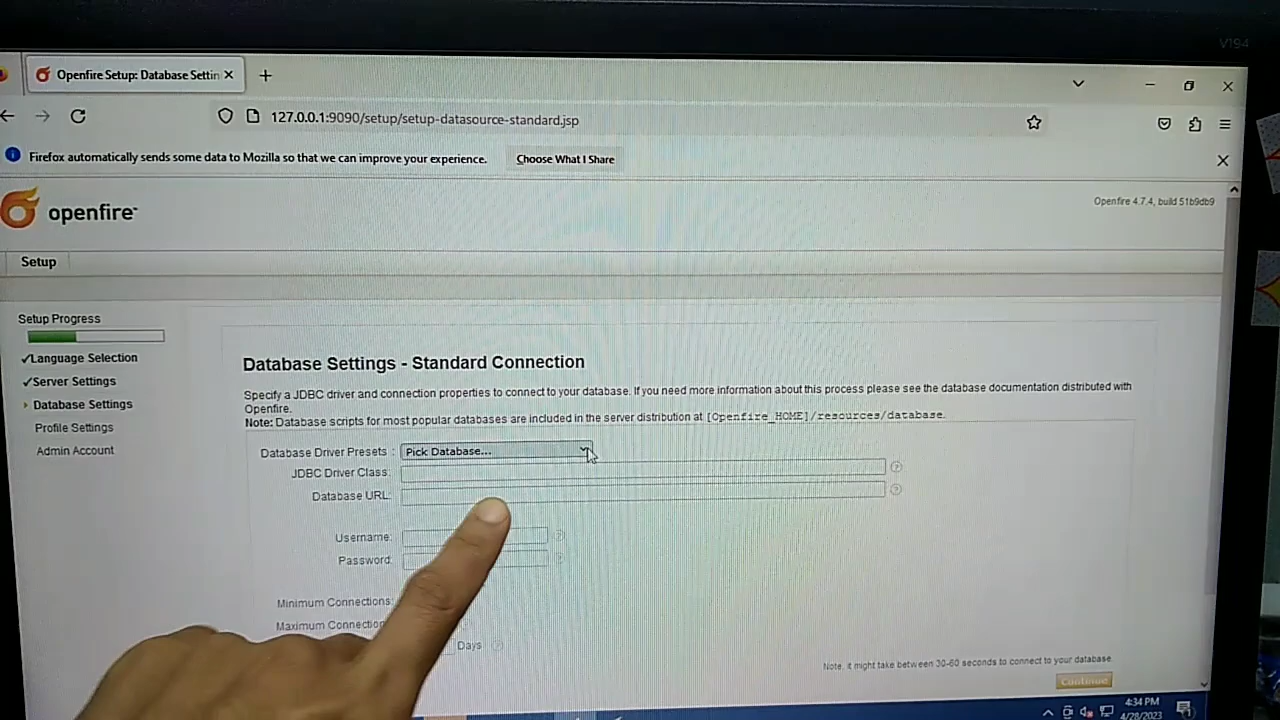 V194
Openfire Setup: Database Settin
127.0.0.1:9090/setup/setup-datasource-standard.jsp
Firefox automatically sends some data to Mozilla so that we can improve your experience. Choose What I Share
openfire
Openfire 4.7.4, build 51b9db9
Setup
Setup Progress
✓Language Selection
✓Server Settings
Database Settings
Profile Settings
Admin Account
Database Settings - Standard Connection
Specify a JDBC driver and connection properties to connect to your database. If you need more information about this process please see the database documentation distributed with
Openfire.
Note: Database scripts for most popular databases are included in the server distribution at [Openfire_HOME]/resources/database.
Database Driver Presets : Pick Database...
JDBC Driver Class:
Database URL:
Username:
Password:
Minimum Connections:
Maximum Connection
Days
Note, it might take between 30-60 seconds to connect to your database.
Continue
4:34 PM
4/28/2023